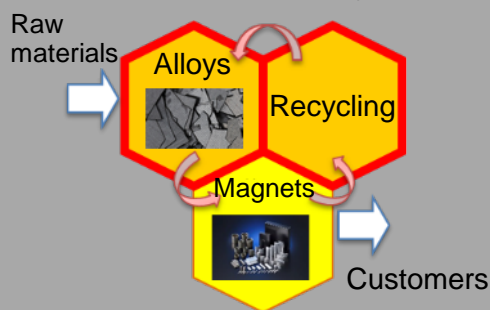 Raw
materials
Alloys
Recycling
Magnets
Customers